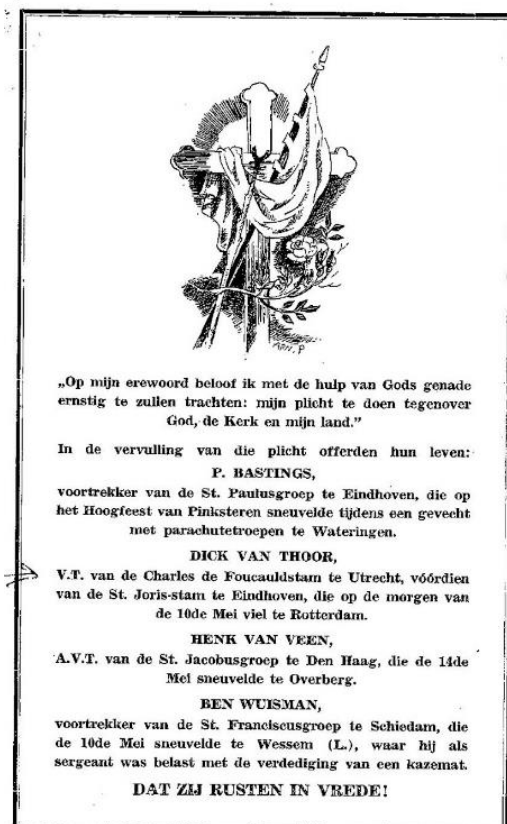 ADN. P
„Op mijn erewoord beloof ik met de hulp van Gods genade
ernstig te zullen trachten: mijn plicht te doen tegenover
God, de Kerk en mijn land.”
In de vervulling van die plicht offerden hun leven:
P. BASTINGS,
voortrekker van de St. Paulusgroep te Eindhoven, die op
het Hoogfeest van Pinksteren sneuvelde tijdens een gevecht
met parachutetroepen te Wateringen.
DICK VAN THOOR,
V.T. van de Charles de Foucauldstam te Utrecht, vóórdien
van de St. Joris-stam te Eindhoven, die op de morgen van
de 10de Mei viel te Rotterdam.
HENK VAN VEEN,
A.V.T. van de St. Jacobusgroep te Den Haag, die de 14de
Mei sneuvelde te Overberg.
BEN WUISMAN,
voortrekker van de St. Franciscusgroep te Schiedam, die
de 10de Mei sneuvelde te Wessem (L.), waar hij als
sergeant was belast met de verdediging van een kazemat.
DAT ZIJ RUSTEN IN VREDE!